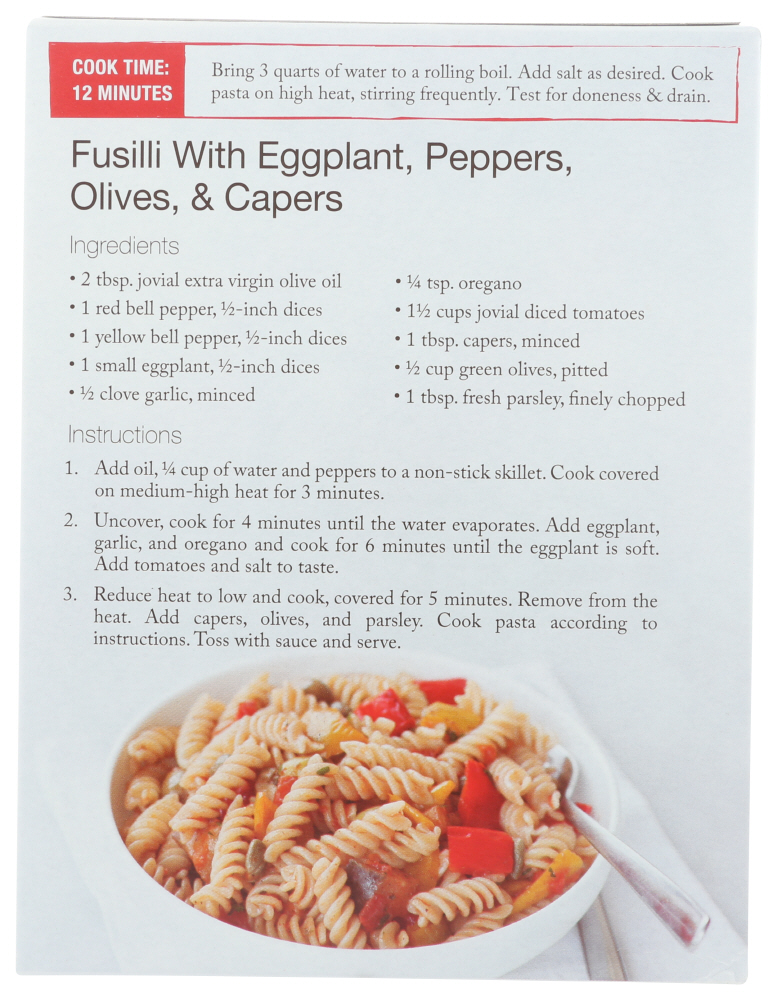 COOK TIME:
12 MINUTES
Bring 3 quarts of water to a rolling boil. Add salt as desired. Cook
pasta on high heat, stirring frequently. Test for doneness & drain.
Fusilli With Eggplant, Peppers,
Olives, & Capers
Ingredients
• 2 tbsp. jovial extra virgin olive oil
• 1 red bell pepper, ½-inch dices
• 1 yellow bell pepper, ½-inch dices
• 1 small eggplant, ½-inch dices
• ½ clove garlic, minced
• ¼ tsp. oregano
• 1½ cups jovial diced tomatoes
• 1 tbsp. capers, minced
• ½ cup green olives, pitted
• 1 tbsp. fresh parsley, finely chopped
Instructions
1. Add oil, ¼ cup of water and peppers to a non-stick skillet. Cook covered
on medium-high heat for 3 minutes.
2. Uncover, cook for 4 minutes until the water evaporates. Add eggplant,
garlic, and oregano and cook for 6 minutes until the eggplant is soft.
Add tomatoes and salt to taste.
3. Reduce heat to low and cook, covered for 5 minutes. Remove from the
heat. Add capers, olives, and parsley. Cook pasta according to
instructions. Toss with sauce and serve.